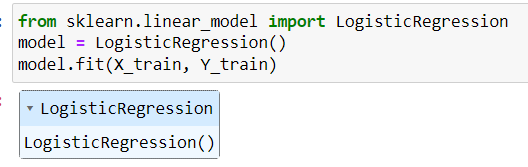 from sklearn.linear_model import LogisticRegression
model = LogisticRegression()
model.fit(X_train, Y_train)
▾ LogisticRegression
LogisticRegression()